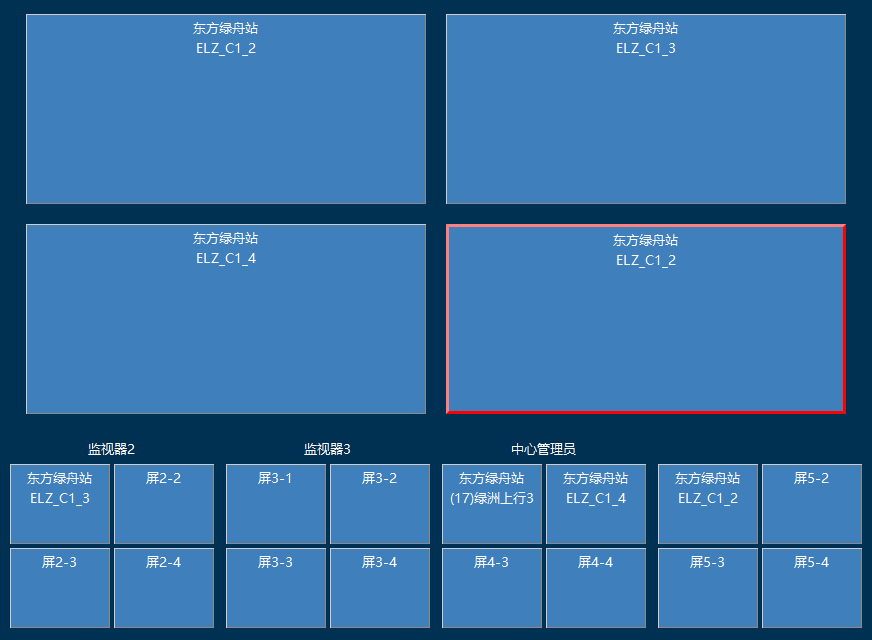 东方绿舟站
ELZ_C1_2
东方绿舟站
ELZ_C1_3
东方绿舟站
ELZ_C1_4
东方绿舟站
ELZ_C1_2
监视器2
监视器3
中心管理员
东方绿舟站
ELZ_C1_3
屏2-2
屏3-1
屏3-2
东方绿舟站
(17)绿洲上行3
东方绿舟站
ELZ_C1_4
东方绿舟站
ELZ_C1_2
屏5-2
屏2-3
屏2-4
屏3-3
屏3-4
屏4-3
屏4-4
屏5-3
屏5-4